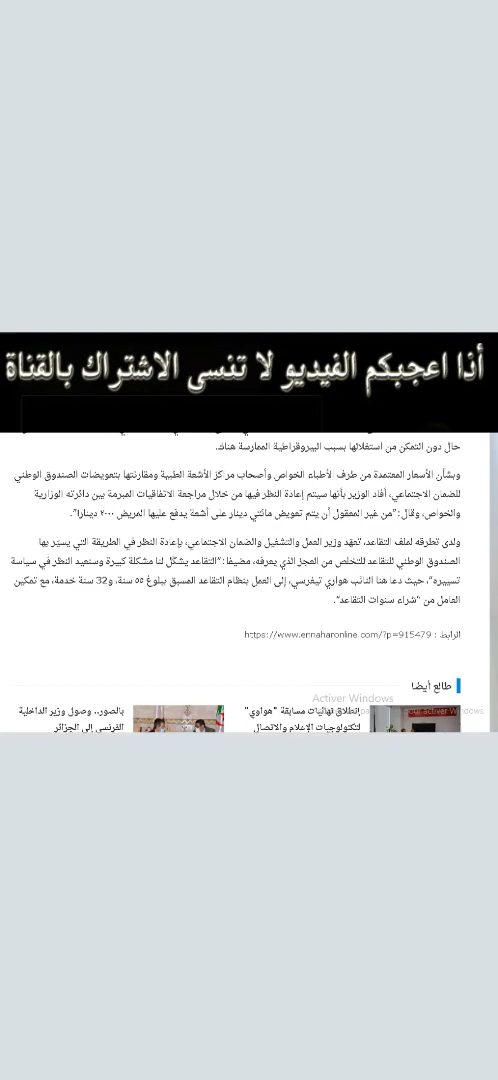 أذا اعجبكم الفيديو لا تنسى الاشتراك بالقناة
حال دون التمكن من استغلالها بسبب البيروقراطية الممارسة هناك.
وبشأن الأسعار المعتمدة من طرف الأطباء الخواص وأصحاب مراكز الأشعة الطبية ومقارنتها بتعويضات الصندوق الوطني
للضمان الاجتماعي، أفاد الوزير بأنها سيتم إعادة النظر فيها من خلال مراجعة الاتفاقيات المبرمة بين دائرته الوزارية
والخواص، وقال: "من غير المعقول أن يتم تعويض مائتي دينار على أشعة يدفع عليها المريض ٢٠٠٠ دينارا".
ولدى تطرقه لملف التقاعد، تعهّد وزير العمل والتشغيل والضمان الاجتماعي، بإعادة النظر في الطريقة التي يسيّر بها
الصندوق الوطني للتقاعد للتخلص من العجز الذي يعرفه، مضيفا: "التقاعد يشكّل لنا مشكلة كبيرة وسنعيد النظر في سياسة
تسييره"، حيث دعا هنا النائب هواري تيغرسي، إلى العمل بنظام التقاعد المسبق ببلوغ ٥٥ سنة، و32 سنة خدمة، مع تمكين
العامل من "شراء سنوات التقاعد".
الرابط : https://www.ennaharonline.com/?p=915479
طالع أيضا
Activer Windows
إنطلاق نهائيات مسابقة "هواوي"
لتكنولوجيات الإعلام والاتصال
بالصور.. وصول وزير الداخلية
الفرنسي إلى الجزائر